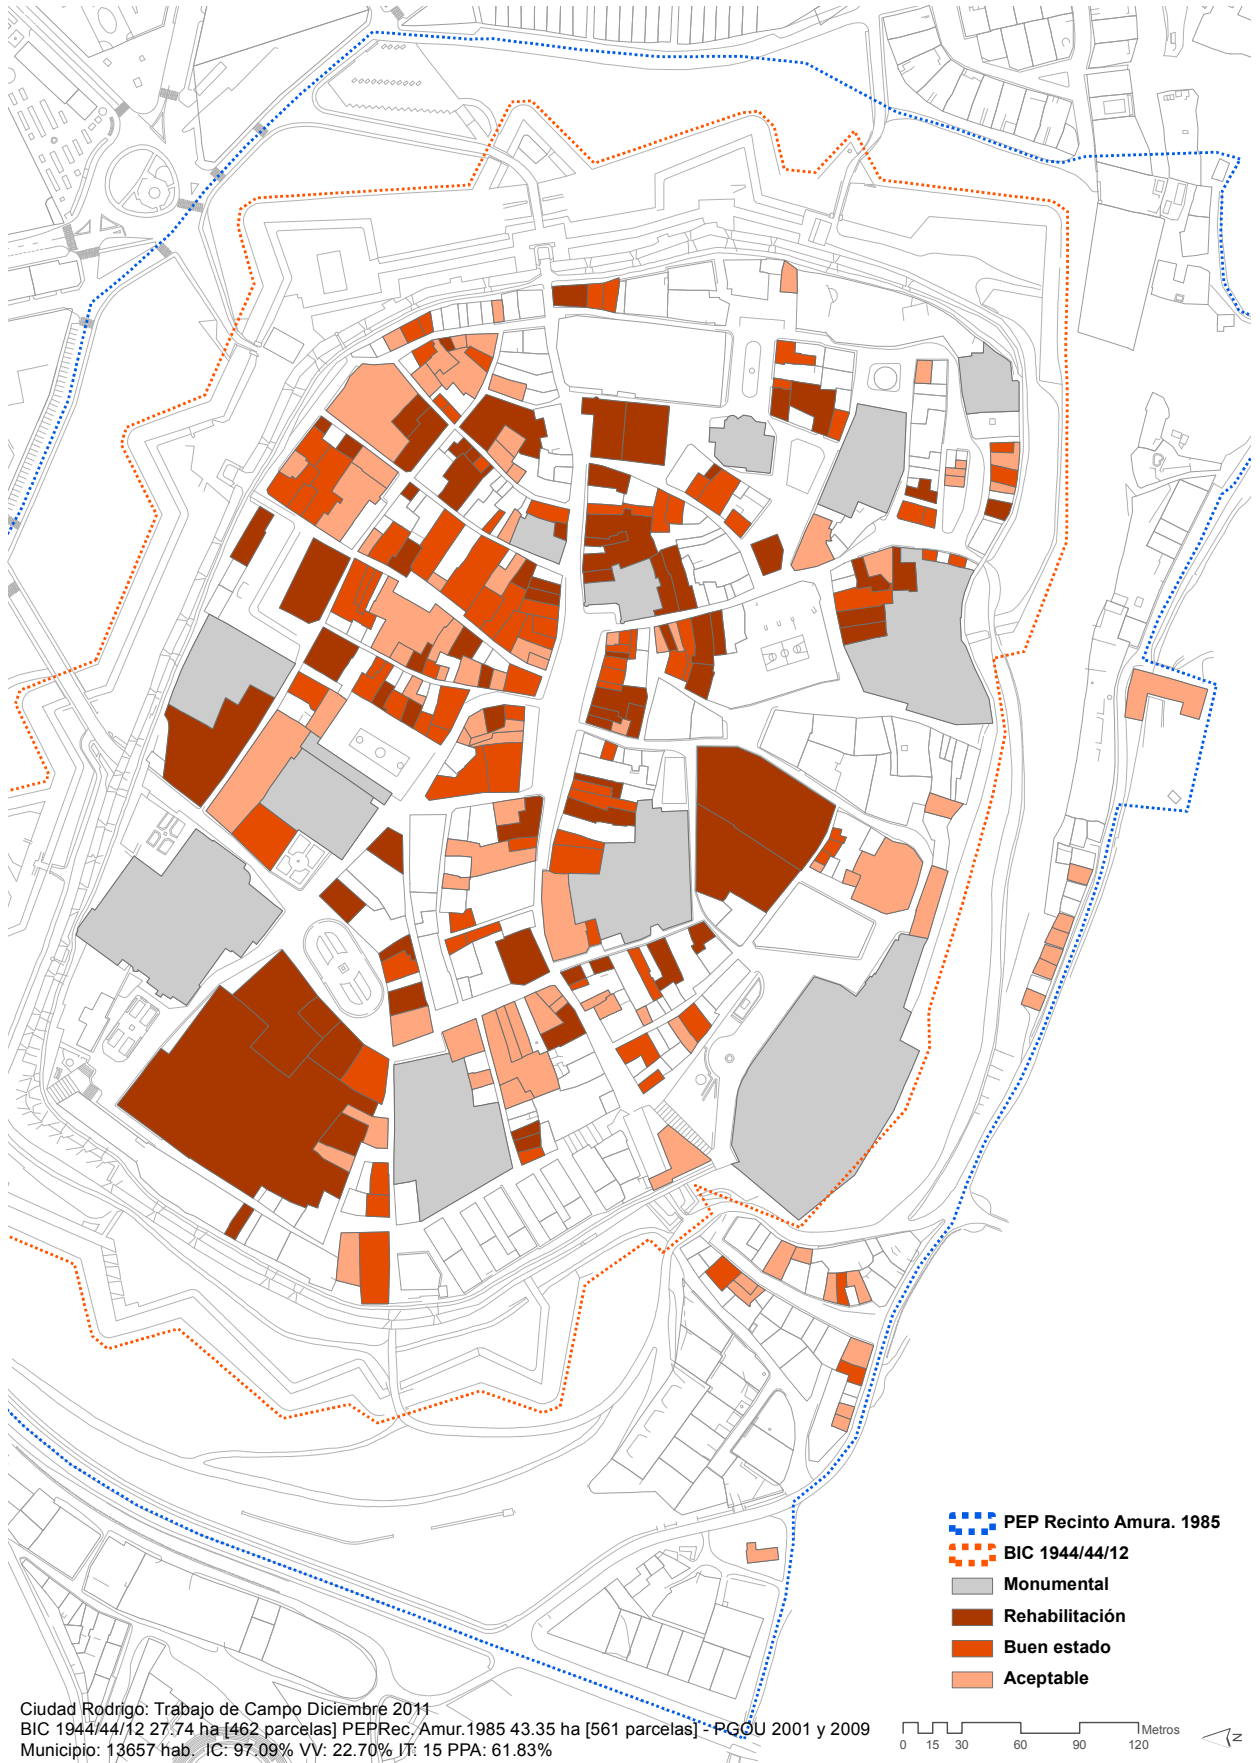 PEP Recinto Amura. 1985
BIC 1944/44/12
Monumental
Rehabilitación
Buen estado
Aceptable
Ciudad Rodrigo: Trabajo de Campo Diciembre 2011
BIC 1944/44/12 27.74 ha [462 parcelas] PEPRec. Amur.1985 43.35 ha [561 parcelas] - PGOU 2001 y 2009
Municipio: 13657 hab. IC: 97.09% VV: 22.70% IT: 15 PPA: 61.83%
Metros
0 15 30 60 90 120
N